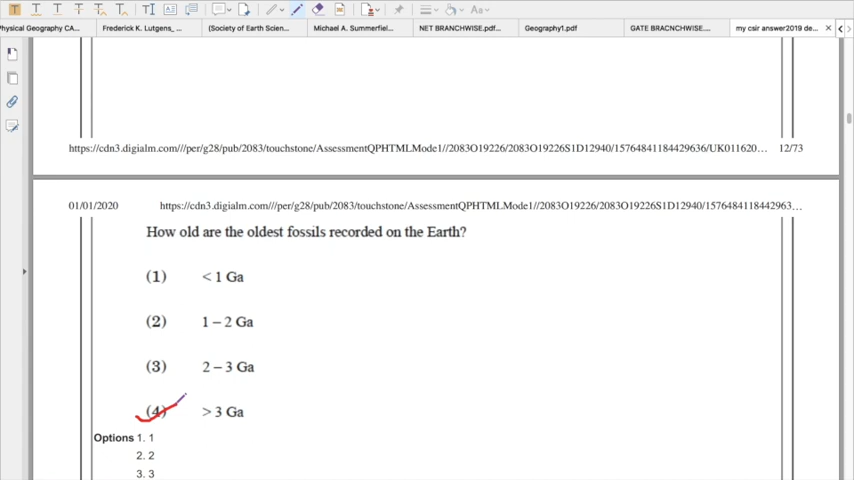 Physical Geography CA...
Frederick K. Lutgens_ ...
(Society of Earth Scien...
Michael A. Summerfiel...
NET BRANCHWISE.pdf...
Geography1.pdf
GATE BRACNCHWISE....
my csir answer2019 de...
https://cdn3.digialm.com///per/g28/pub/2083/touchstone/AssessmentQPHTMLMode1//2083O19226/2083O19226S1D12940/15764841184429636/UK011620... 12/73
01/01/2020 https://cdn3.digialm.com///per/g28/pub/2083/touchstone/AssessmentQPHTMLMode1//2083O19226/2083O19226S1D12940/1576484118442963...
How old are the oldest fossils recorded on the Earth?
(1) < 1 Ga
(2) 1 – 2 Ga
(3) 2 – 3 Ga
(4) > 3 Ga
Options 1. 1
2. 2
3. 3